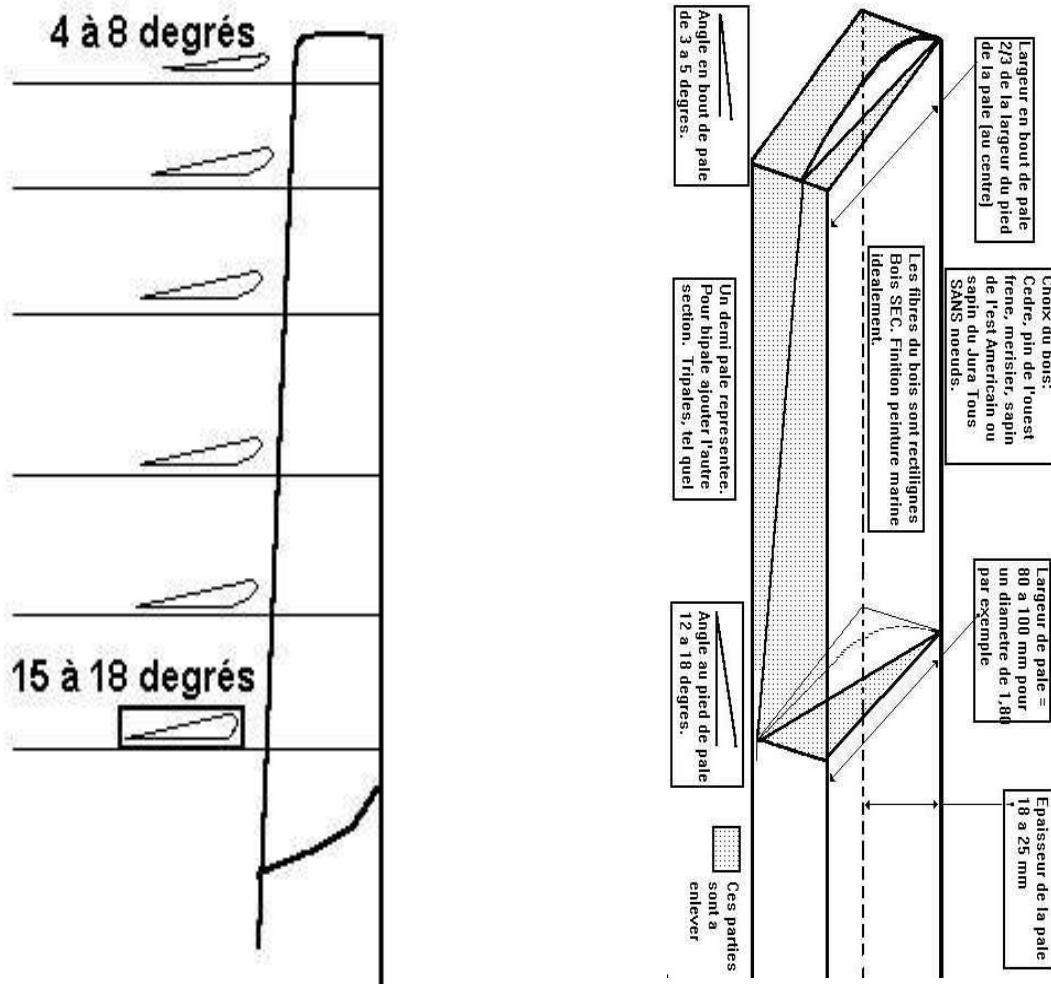 4 à 8 degrés
15 à 18 degrés
Angle en bout de pale
de 3 a 5 degres.
Largeur en bout de pale
2/3 de la largeur du pied
de la pale (au centre)
Choix du bois:
Cedre, pin de l'ouest
frene, merisier, sapin
de l'est Americain ou
sapin du Jura Tous
SANS noeuds.
Les fibres du bois sont rectilignes
Bois SEC. Finition peinture marine
idealement.
Un demi pale representee.
Pour bipale ajouter l'autre
section. Tripales, tel quel
Largeur de pale =
80 a 100 mm pour
un diametre de 1,80
par exemple
Angle au pied de pale
12 a 18 degres.
Epaisseur de la pale
18 a 25 mm
Ces parties
sont a
enlever